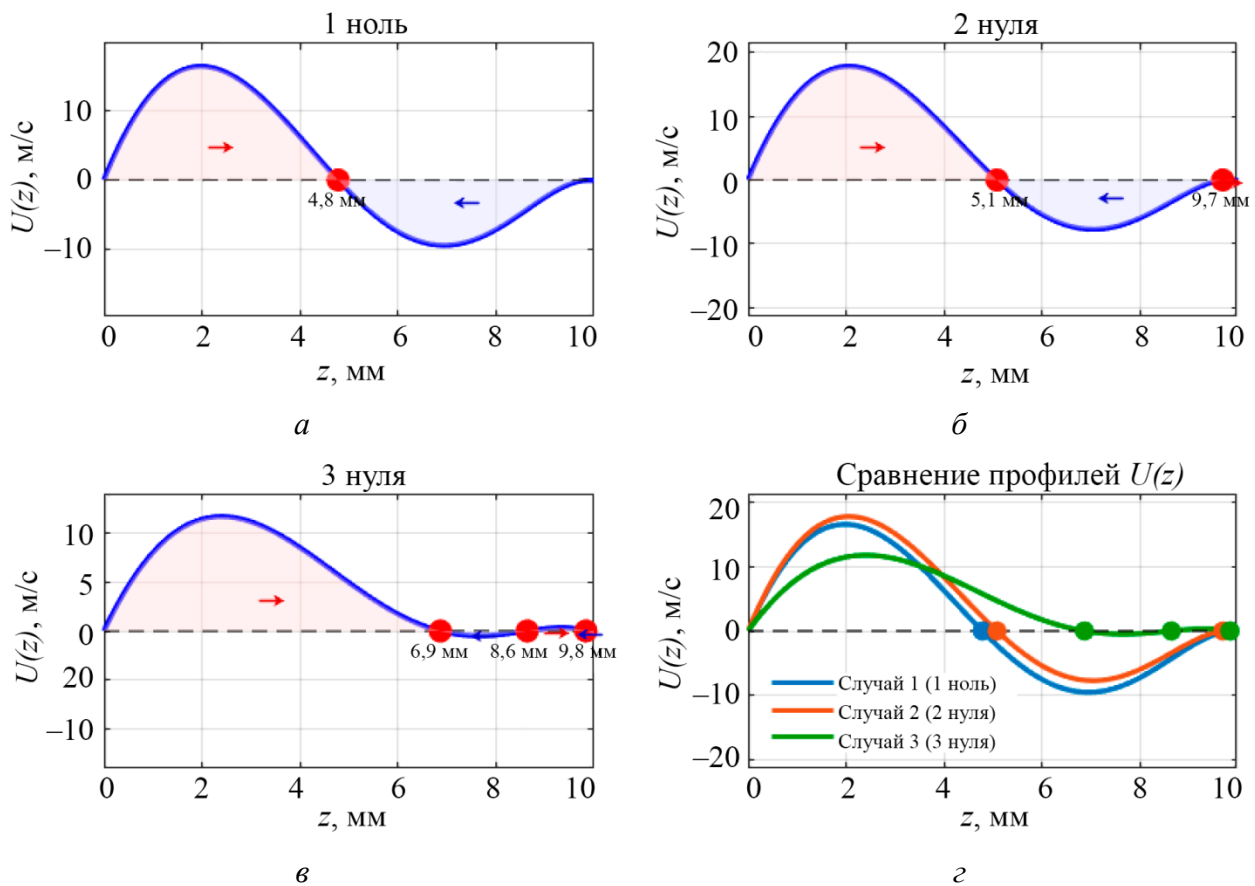 1 ноль
U(z), м/с
10
0
–10
4,8 мм
0 2 4 6 8 10
z, мм
а
2 нуля
U(z), м/с
20
10
0
–10
–20
5,1 мм
9,7 мм
0 2 4 6 8 10
z, мм
б
3 нуля
U(z), м/с
10
5
0
20
–10
6,9 мм
8,6 мм
9,8 мм
0 2 4 6 8 10
z, мм
в
Сравнение профилей U(z)
U(z), м/с
20
10
0
–10
–20
Случай 1 (1 ноль)
Случай 2 (2 нуля)
Случай 3 (3 нуля)
0 2 4 6 8 10
z, мм
г